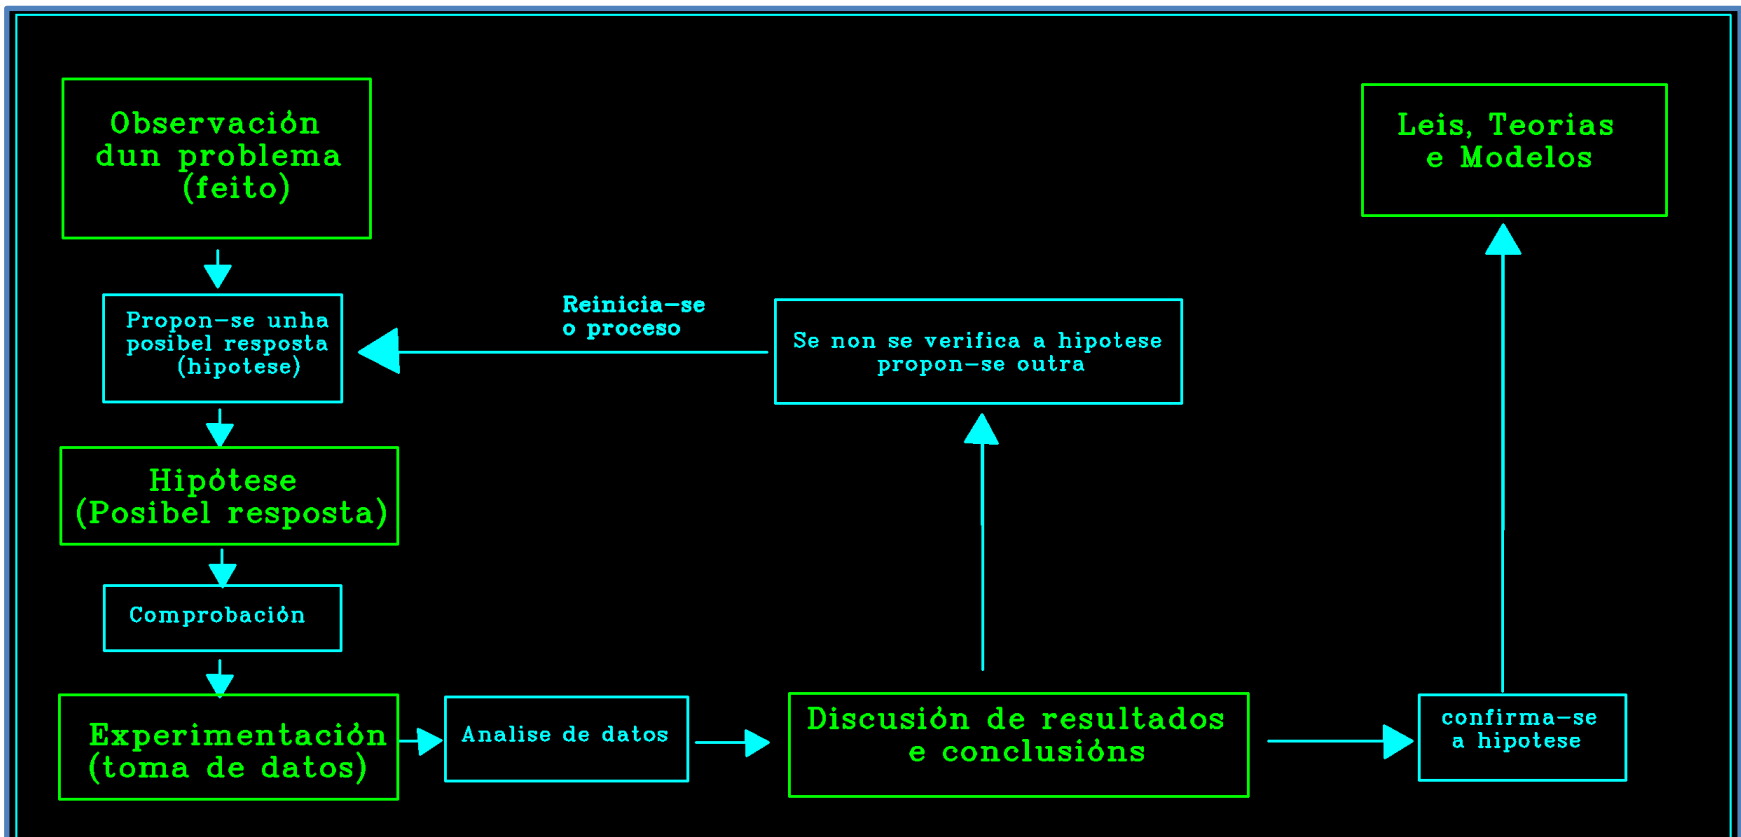 Observación
dun problema
(feito)
Leis, Teorias
e Modelos
Propon-se unha
posibel resposta
(hipotese)
Reinicia-se
o proceso
Se non se verifica a hipotese
propon-se outra
Hipótese
(Posibel resposta)
Comprobación
Experimentación
(toma de datos)
Analise de datos
Discusión de resultados
e conclusións
confirma-se
a hipotese